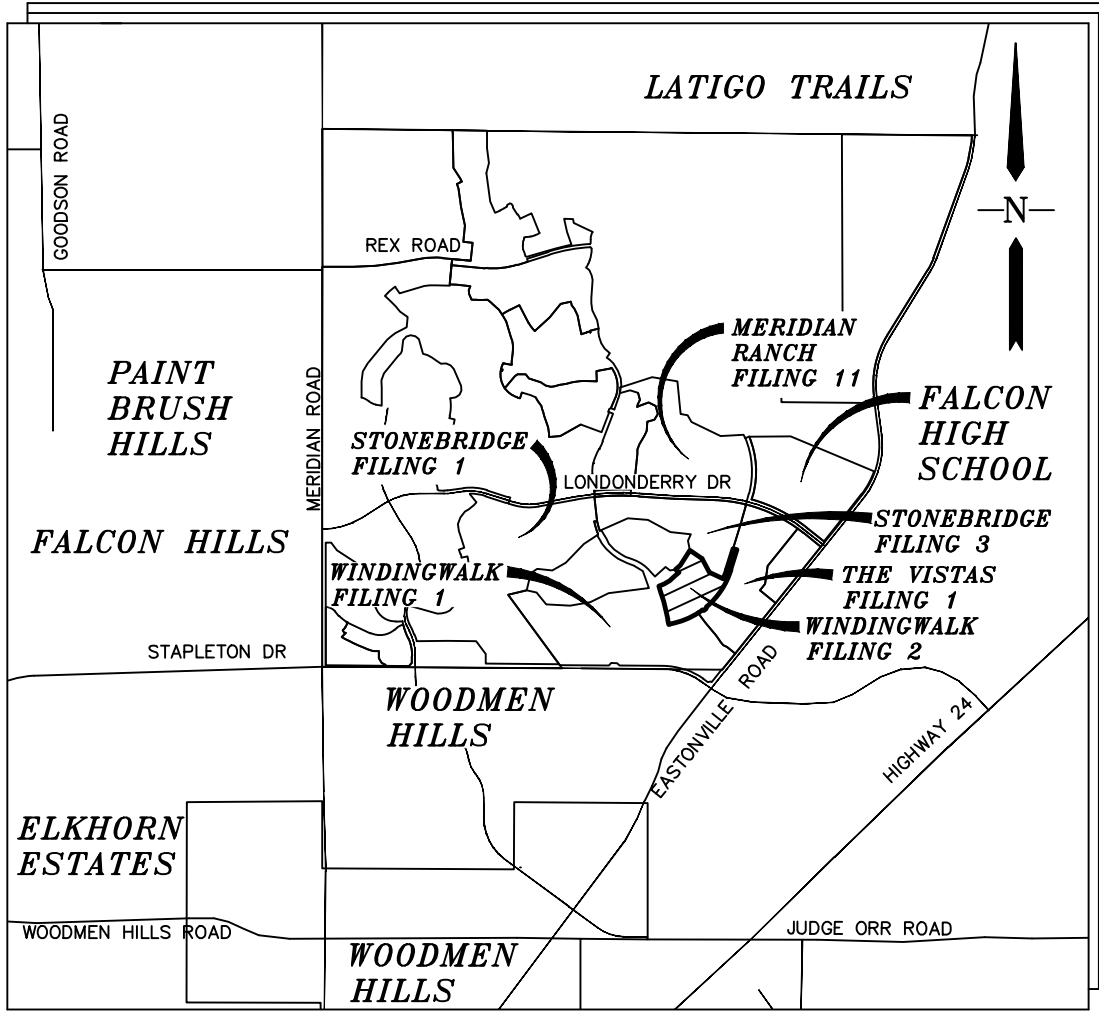 LATIGO TRAILS
GOODSON ROAD
N
REX ROAD
MERIDIAN
RANCH
FILING 11
PAINT
BRUSH
HILLS
MERIDIAN ROAD
FALCON
HIGH
SCHOOL
STONEBRIDGE
FILING 1
LONDONDERRY DR
STONEBRIDGE
FILING 3
FALCON HILLS
WINDINGWALK
FILING 1
THE VISTAS
FILING 1
WINDINGWALK
FILING 2
STAPLETON DR
WOODMEN
HILLS
EASTONVILLE ROAD
HIGHWAY 24
ELKHORN
ESTATES
WOODMEN HILLS ROAD
JUDGE ORR ROAD
WOODMEN
HILLS